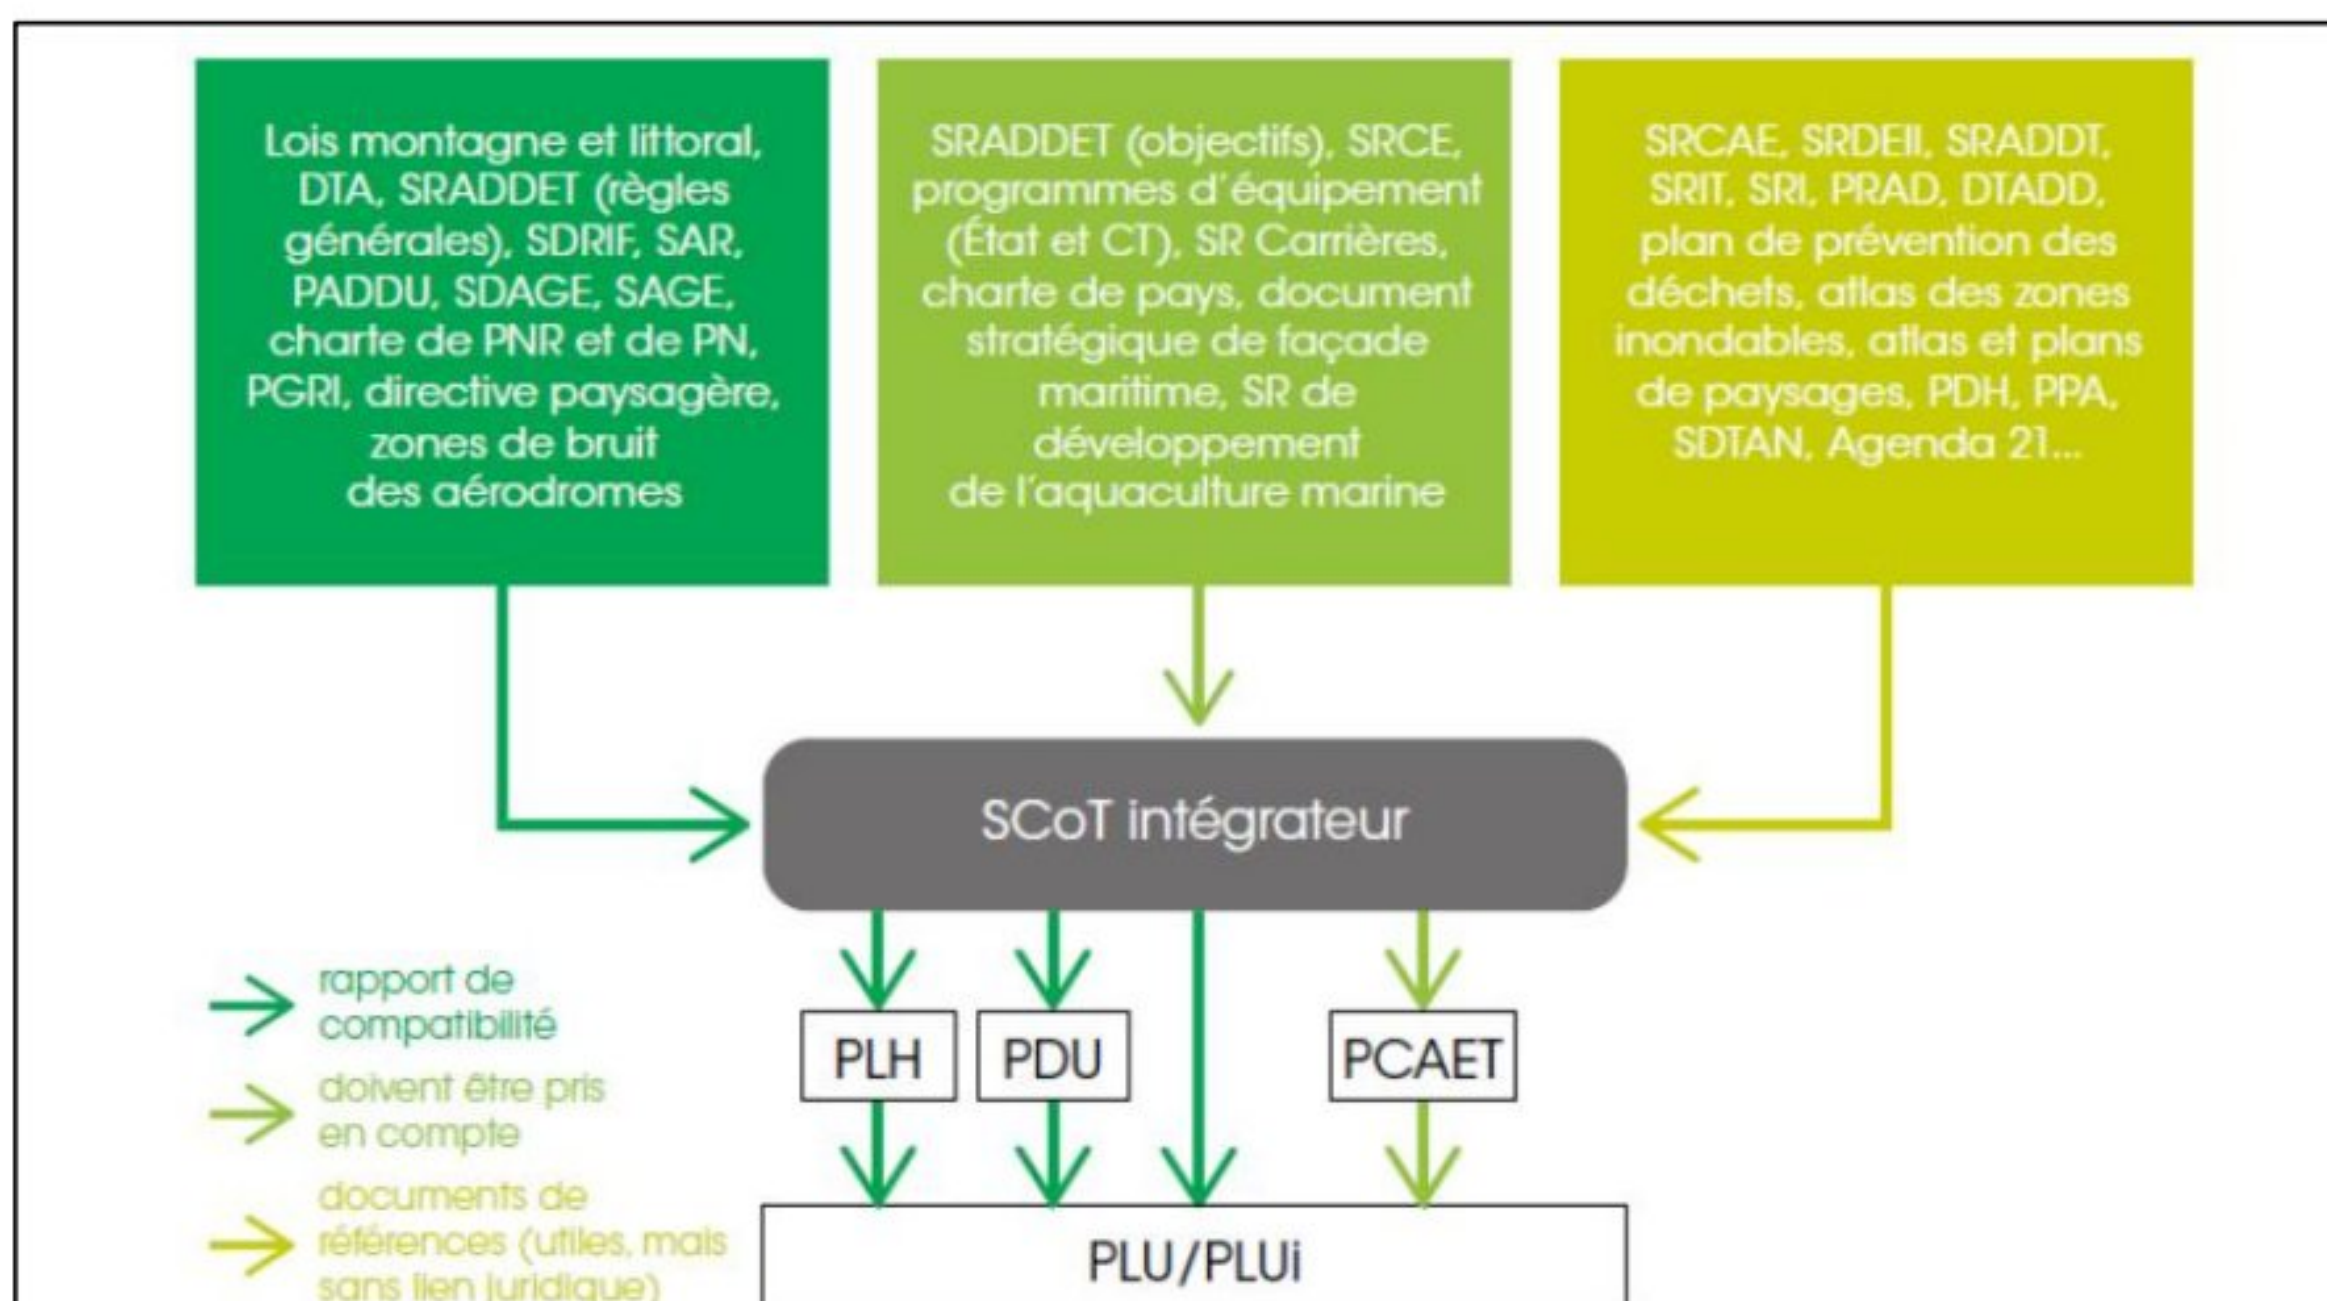 Lois montagne et littoral,
DTA, SRADDET (règles
générales), SDRIF, SAR,
PADDU, SDAGE, SAGE,
charte de PNR et de PN,
PGRI, directive paysagère,
zones de bruit
des aérodromes
SRADDET (objectifs), SRCE,
programmes d'équipement
(État et CT), SR Carrières,
charte de pays, document
stratégique de façade
maritime, SR de
développement
de l'aquaculture marine
SRCAE, SRDEII, SRADDT,
SRIT, SRI, PRAD, DTADD,
plan de prévention des
déchets, atlas des zones
inondables, atlas et plans
de paysages, PDH, PPA,
SDTAN, Agenda 21...
SCoT intégrateur
rapport de
compatibilité
doivent être pris
en compte
documents de
références (utiles, mais
sans lien juridique)
PLH
PDU
PCAET
PLU/PLUi